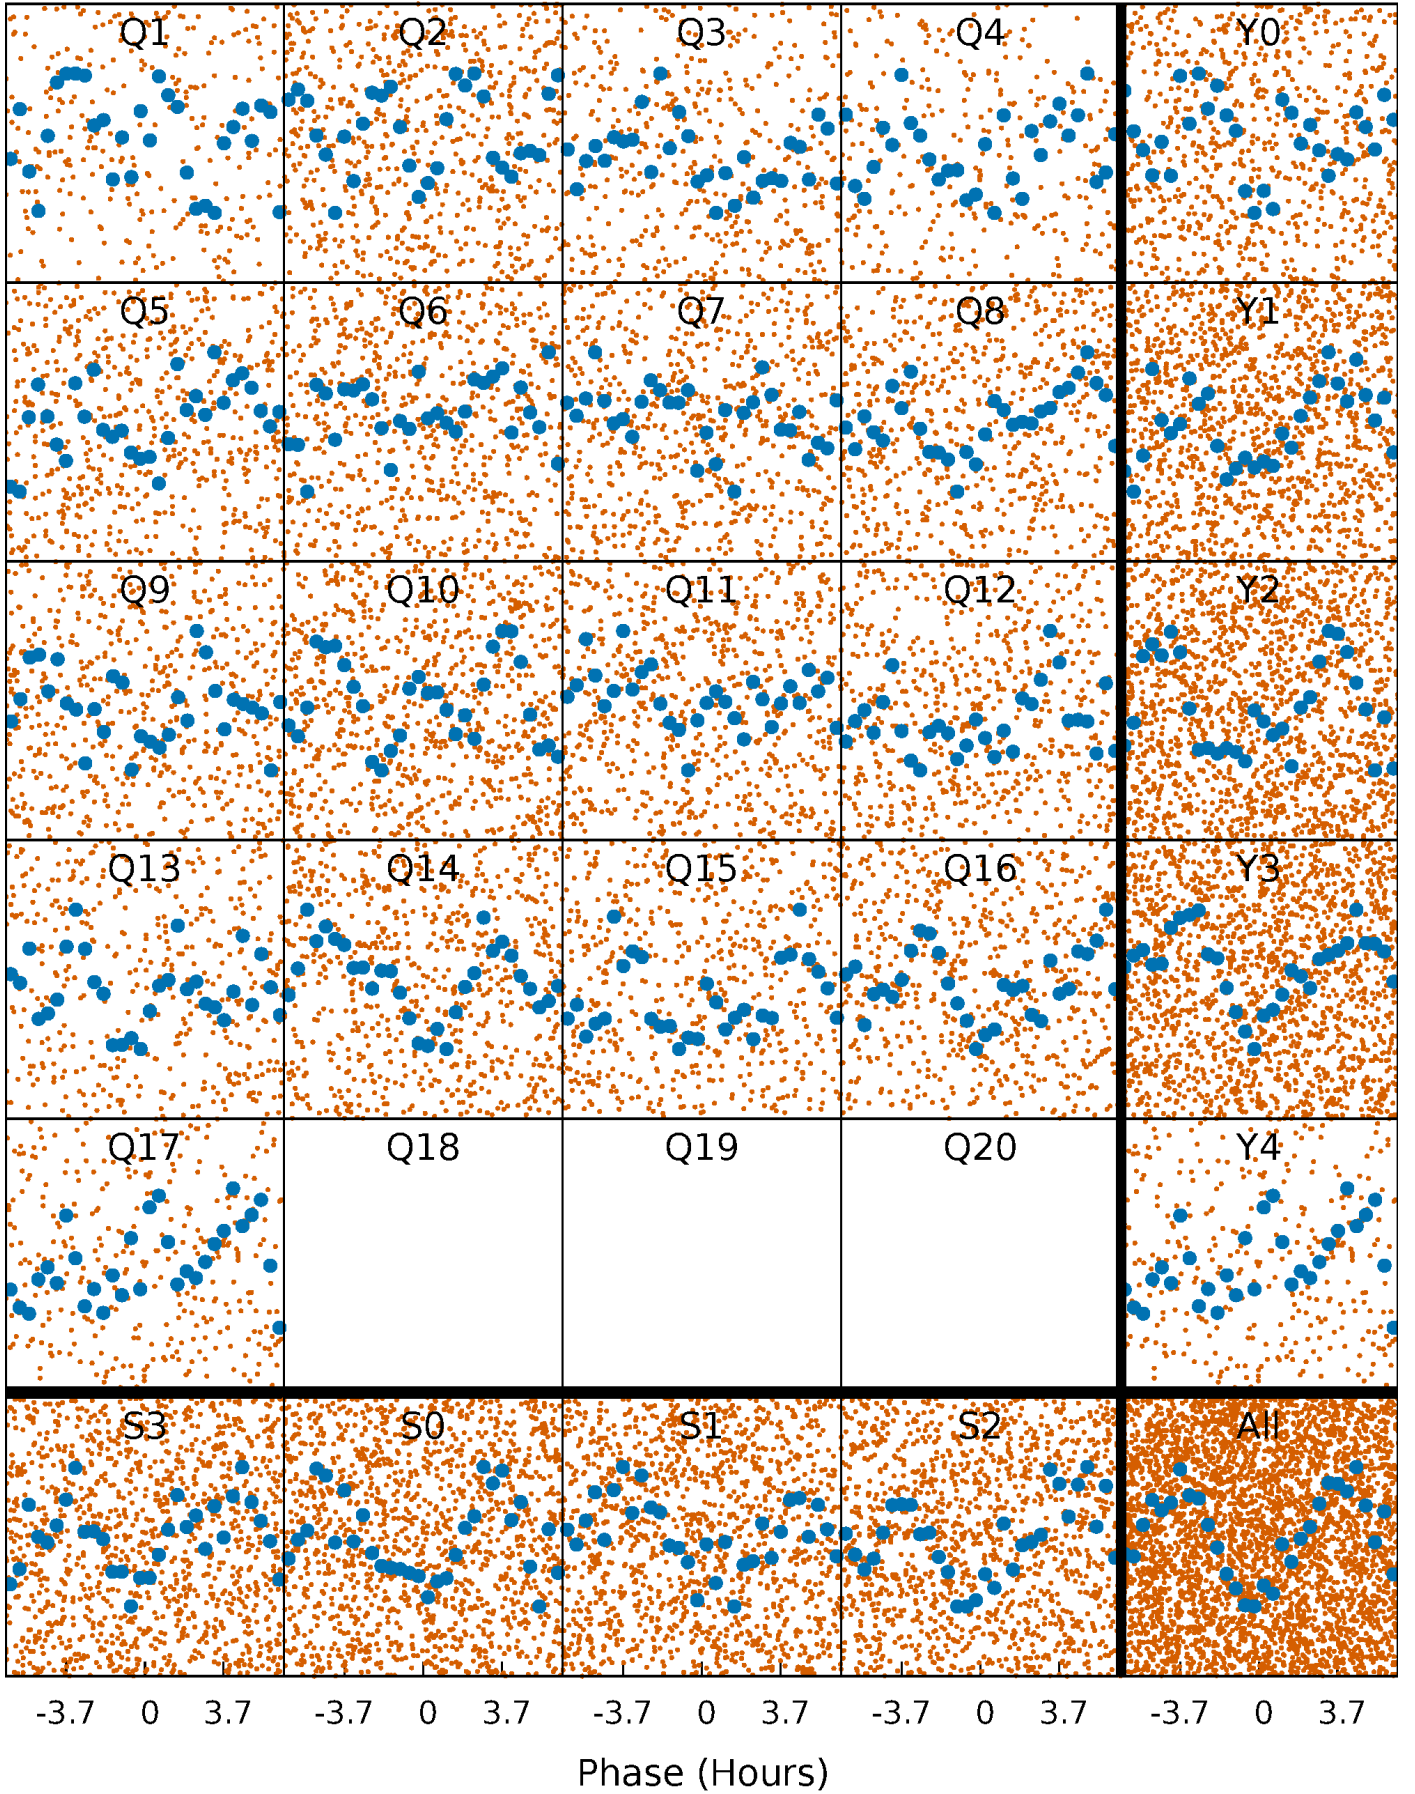 Q1 Q2 Q3 Q4 Y0
Q5 Q6 Q7 Q8 Y1
Q9 Q10 Q11 Q12 Y2
Q13 Q14 Q15 Q16 Y3
Q17 Q18 Q19 Q20 Y4
S3 S0 S1 S2 All
-3.7 0 3.7 -3.7 0 3.7 -3.7 0 3.7 -3.7 0 3.7 -3.7 0 3.7
Phase (Hours)